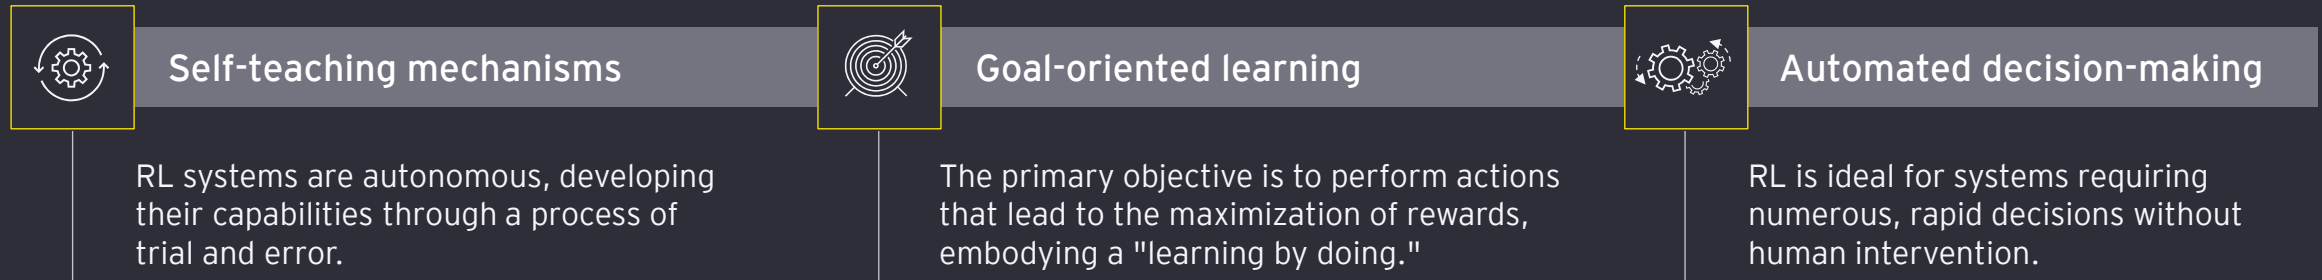 Self-teaching mechanisms
RL systems are autonomous, developing
their capabilities through a process of
trial and error.
Goal-oriented learning
The primary objective is to perform actions
that lead to the maximization of rewards,
embodying a "learning by doing."
Automated decision-making
RL is ideal for systems requiring
numerous, rapid decisions without
human intervention.